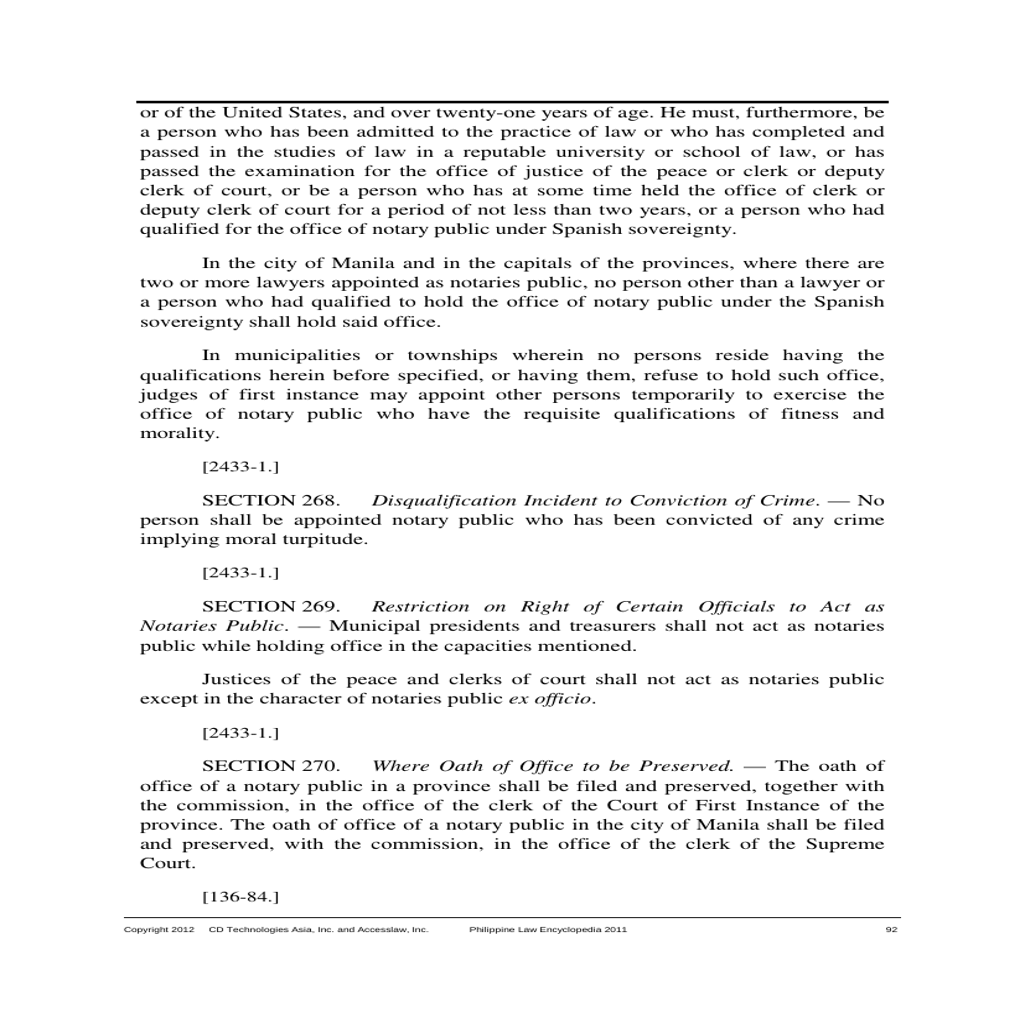 or of the United States, and over twenty-one years of age. He must, furthermore, be
a person who has been admitted to the practice of law or who has completed and
passed in the studies of law in a reputable university or school of law, or has
passed the examination for the office of justice of the peace or clerk or deputy
clerk of court, or be a person who has at some time held the office of clerk or
deputy clerk of court for a period of not less than two years, or a person who had
qualified for the office of notary public under Spanish sovereignty.
In the city of Manila and in the capitals of the provinces, where there are
two or more lawyers appointed as notaries public, no person other than a lawyer or
a person who had qualified to hold the office of notary public under the Spanish
sovereignty shall hold said office.
In municipalities or townships wherein no persons reside having the
qualifications herein before specified, or having them, refuse to hold such office,
judges of first instance may appoint other persons temporarily to exercise the
office of notary public who have the requisite qualifications of fitness and
morality.
[2433-1.]
SECTION 268. Disqualification Incident to Conviction of Crime. — No
person shall be appointed notary public who has been convicted of any crime
implying moral turpitude.
[2433-1.]
SECTION 269. Restriction on Right of Certain Officials to Act as
Notaries Public. — Municipal presidents and treasurers shall not act as notaries
public while holding office in the capacities mentioned.
Justices of the peace and clerks of court shall not act as notaries public
except in the character of notaries public ex officio.
[2433-1.]
SECTION 270. Where Oath of Office to be Preserved. — The oath of
office of a notary public in a province shall be filed and preserved, together with
the commission, in the office of the clerk of the Court of First Instance of the
province. The oath of office of a notary public in the city of Manila shall be filed
and preserved, with the commission, in the office of the clerk of the Supreme
Court.
[136-84.]
Copyright 2012 CD Technologies Asia, Inc. and Accesslaw, Inc. Philippine Law Encyclopedia 2011 92